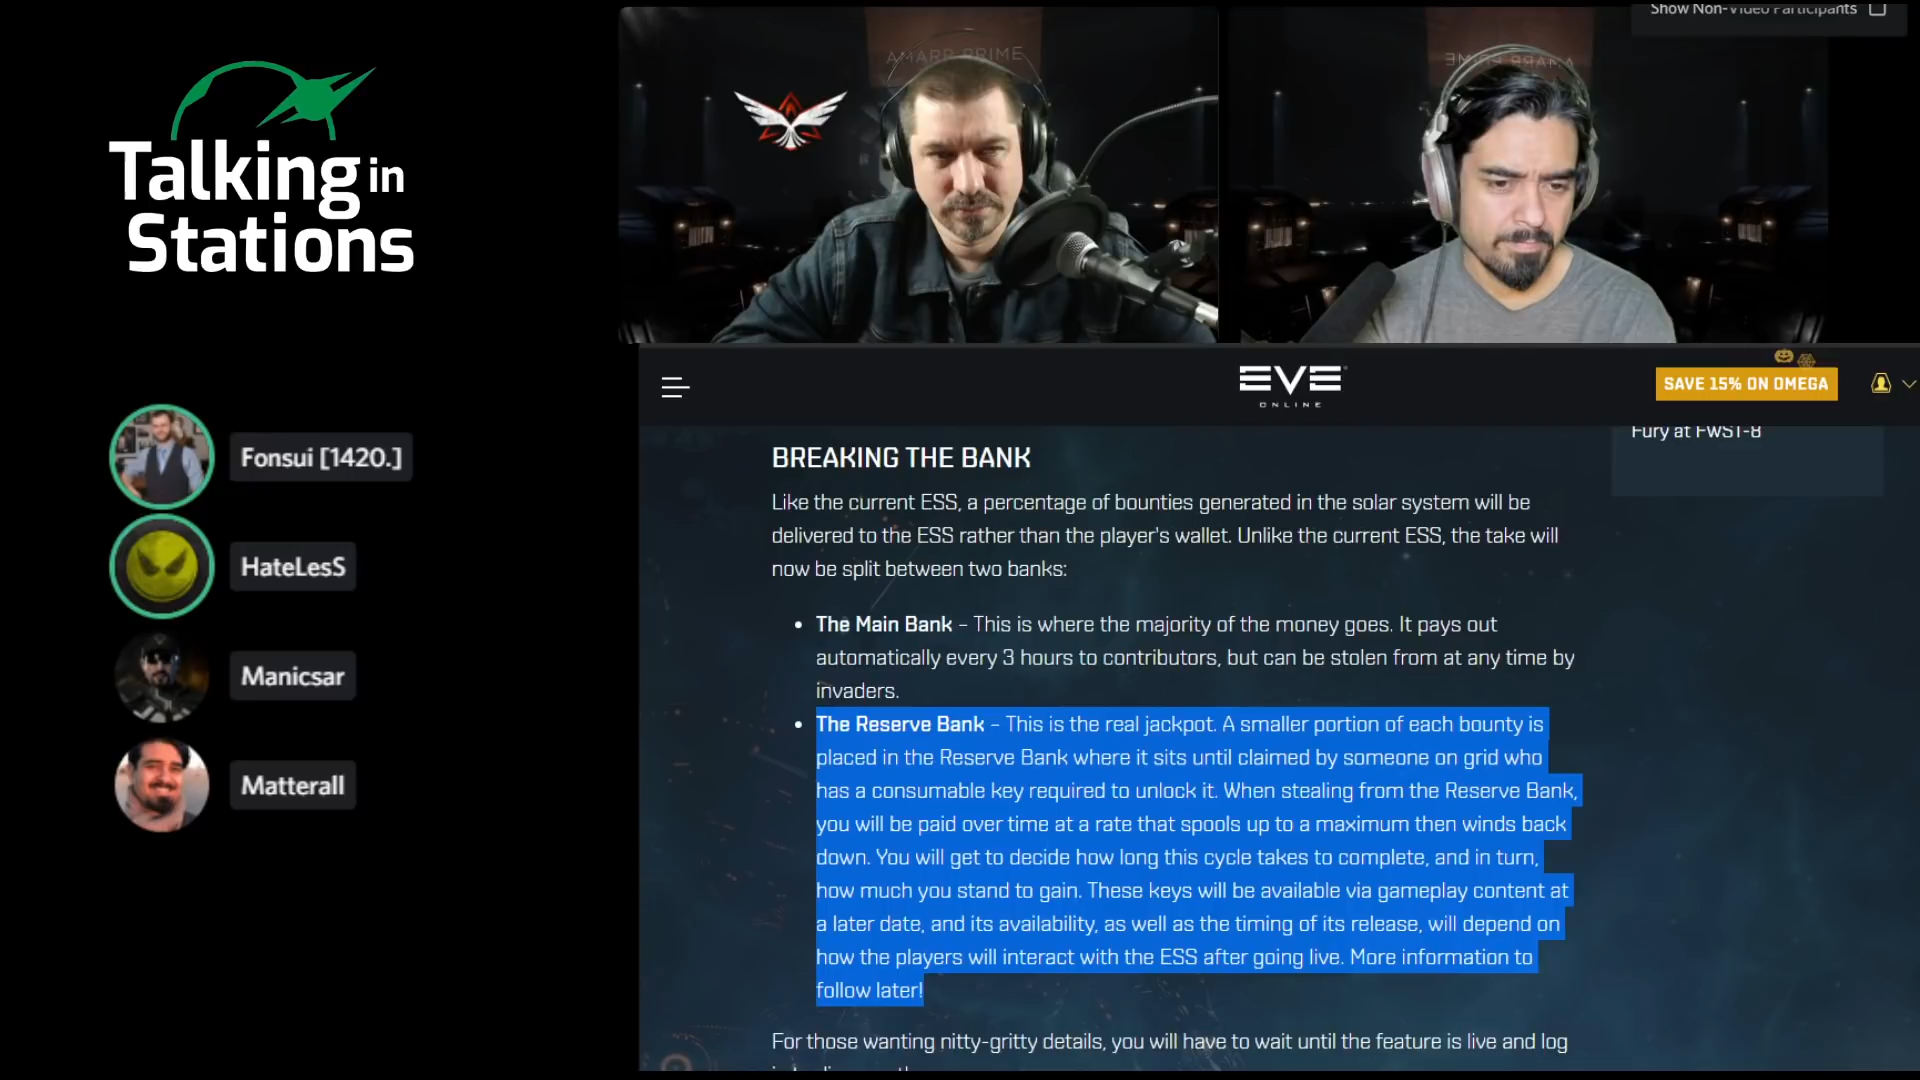 Talking in
Stations
Fonsui [1420.]
HateLesS
Manicsar
Matterall
AMARR PRIME
AMARR PRIME
Show Non-Video Participants
EVE
ONLINE
SAVE 15% ON OMEGA
Fury at FWST-8
BREAKING THE BANK
Like the current ESS, a percentage of bounties generated in the solar system will be
delivered to the ESS rather than the player's wallet. Unlike the current ESS, the take will
now be split between two banks:
• The Main Bank – This is where the majority of the money goes. It pays out
automatically every 3 hours to contributors, but can be stolen from at any time by
invaders.
• The Reserve Bank – This is the real jackpot. A smaller portion of each bounty is
placed in the Reserve Bank where it sits until claimed by someone on grid who
has a consumable key required to unlock it. When stealing from the Reserve Bank,
you will be paid over time at a rate that spools up to a maximum then winds back
down. You will get to decide how long this cycle takes to complete, and in turn,
how much you stand to gain. These keys will be available via gameplay content at
a later date, and its availability, as well as the timing of its release, will depend on
how the players will interact with the ESS after going live. More information to
follow later!
For those wanting nitty-gritty details, you will have to wait until the feature is live and log